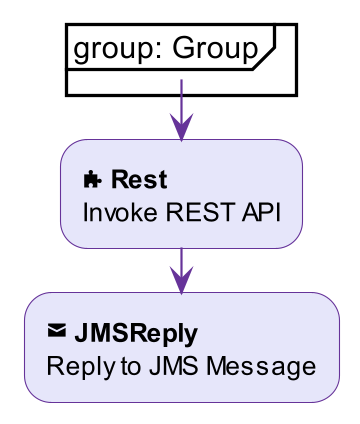 group: Group
Rest
Invoke REST API
JMSReply
Reply to JMS Message